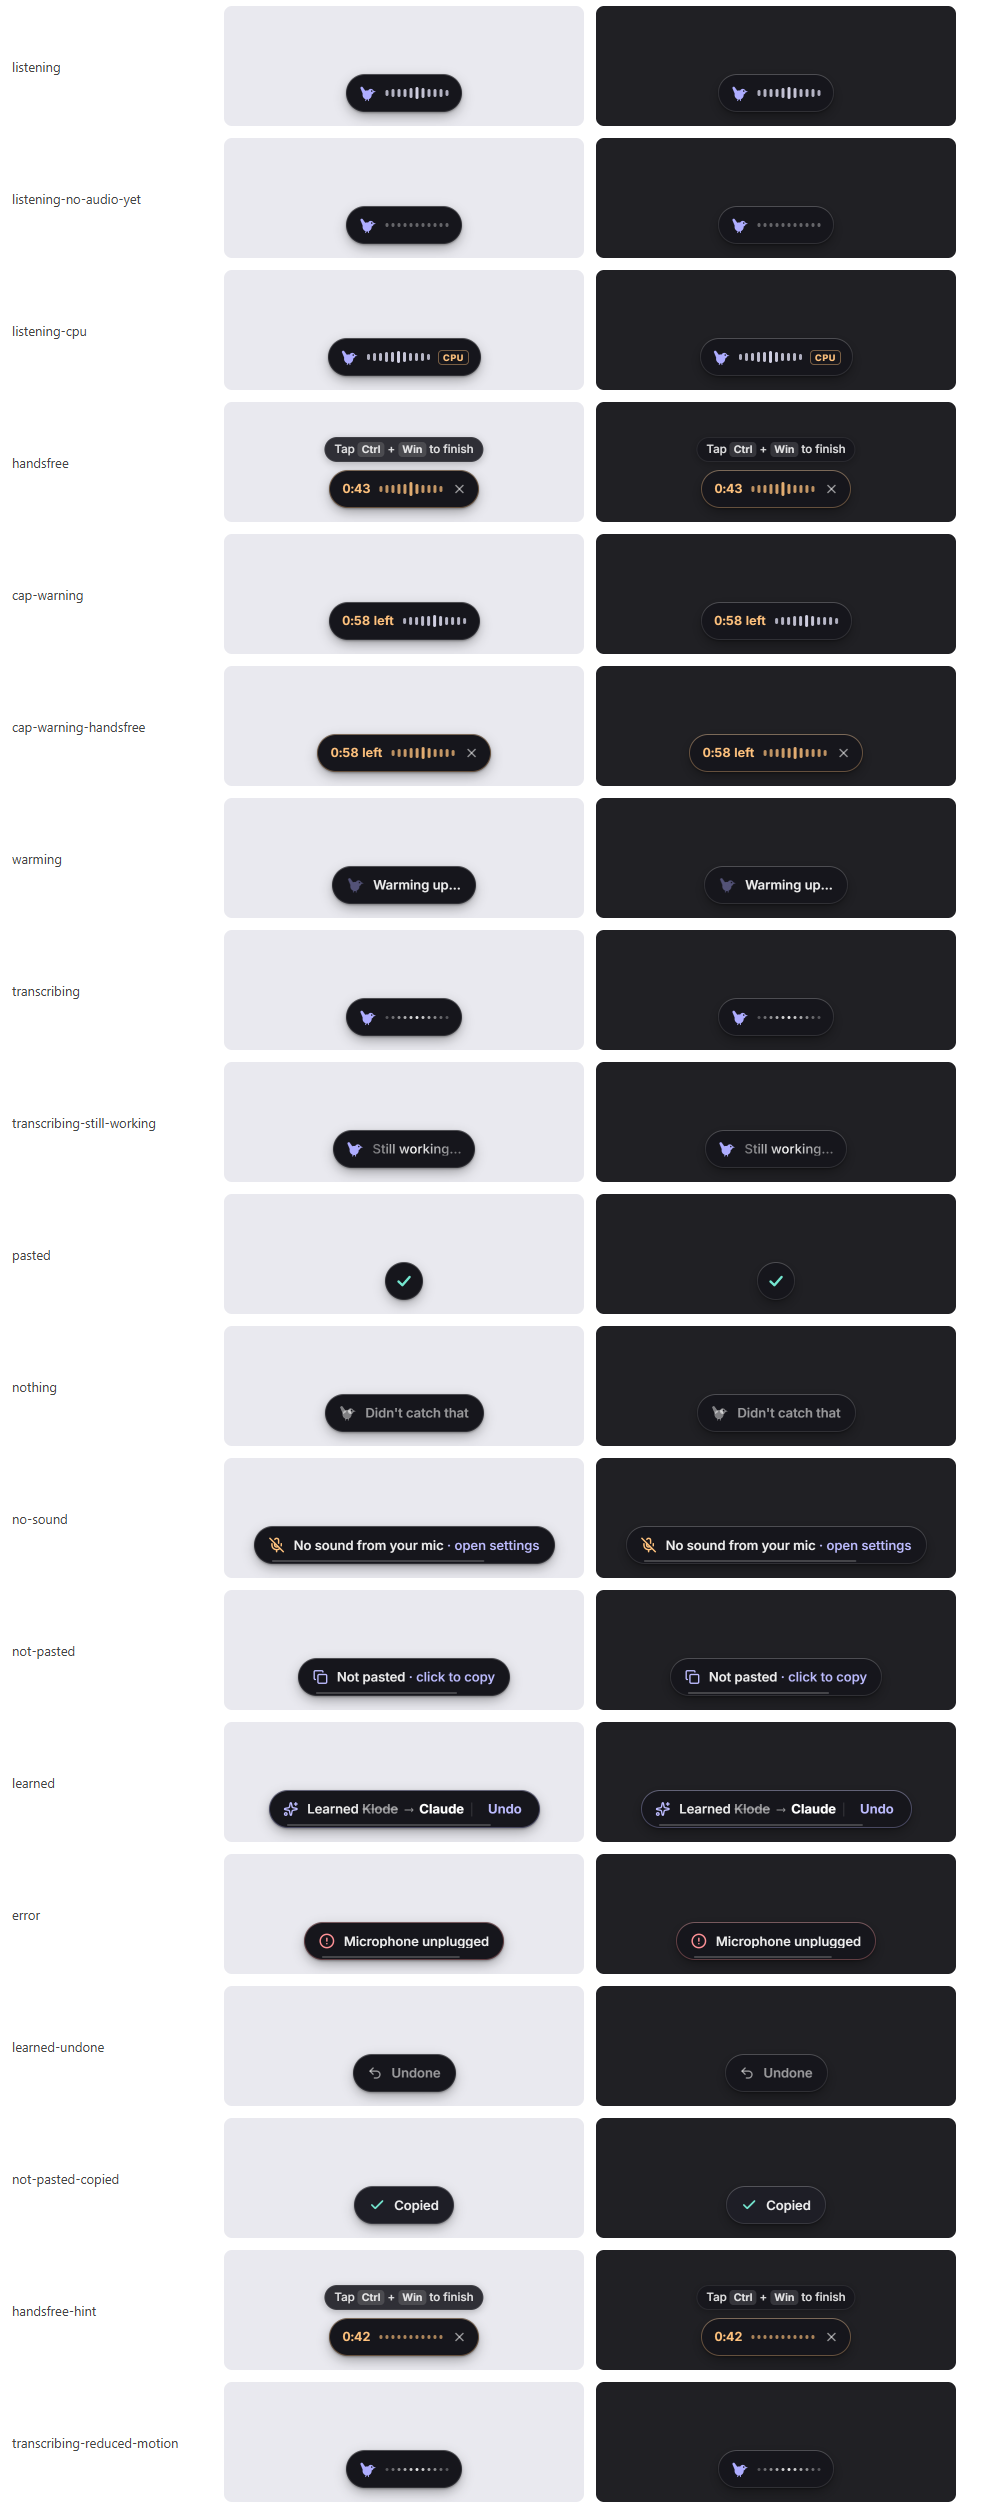 listening
listening-no-audio-yet
listening-cpu
CPU
CPU
handsfree
Tap Ctrl + Win to finish
0:43
Tap Ctrl + Win to finish
0:43
cap-warning
0:58 left
0:58 left
cap-warning-handsfree
0:58 left
0:58 left
warming
Warming up...
Warming up...
transcribing
transcribing-still-working
Still working...
Still working...
pasted
nothing
Didn't catch that
Didn't catch that
no-sound
No sound from your mic · open settings
No sound from your mic · open settings
not-pasted
Not pasted · click to copy
Not pasted · click to copy
learned
Learned Klode → Claude Undo
Learned Klode → Claude Undo
error
Microphone unplugged
Microphone unplugged
learned-undone
Undone
Undone
not-pasted-copied
Copied
Copied
handsfree-hint
Tap Ctrl + Win to finish
0:42
Tap Ctrl + Win to finish
0:42
transcribing-reduced-motion